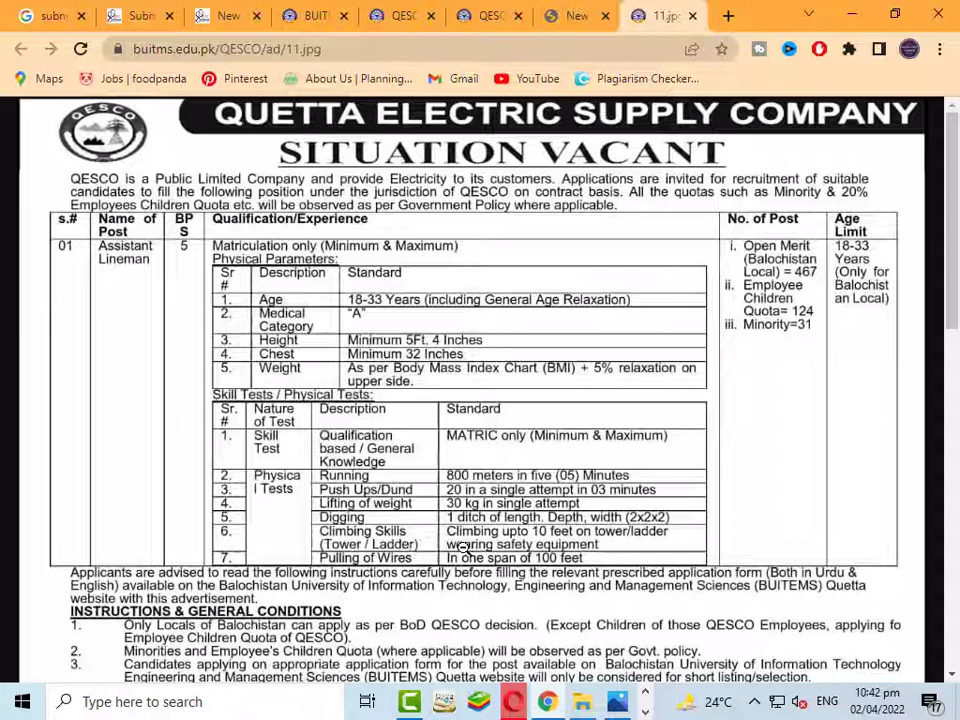 subn
Subn
New
BUIT
QESC
QESC
New
11.jp
buitms.edu.pk/QESCO/ad/11.jpg
Maps
Jobs | foodpanda
Pinterest
About Us | Planning...
Gmail
YouTube
Plagiarism Checker...
QESCO
QUETTA ELECTRIC SUPPLY COMPANY
SITUATION VACANT
QESCO is a Public Limited Company and provide Electricity to its customers. Applications are invited for recruitment of suitable
candidates to fill the following position under the jurisdiction of QESCO on contract basis. All the quotas such as Minority & 20%
Employees Children Quota etc. will be observed as per Government Policy where applicable.
s.# Name of Post BP S Qualification/Experience No. of Post Age Limit
01 Assistant Lineman 5 Matriculation only (Minimum & Maximum)
Physical Parameters:
Sr # Description Standard
1. Age 18-33 Years (including General Age Relaxation)
2. Medical Category "A"
3. Height Minimum 5Ft. 4 Inches
4. Chest Minimum 32 Inches
5. Weight As per Body Mass Index Chart (BMI) + 5% relaxation on
upper side.
Skill Tests / Physical Tests:
Sr. # Nature of Test Description Standard
1. Skill Test Qualification based / General Knowledge MATRIC only (Minimum & Maximum)
2. Physica l Tests Running 800 meters in five (05) Minutes
3. Push Ups/Dund 20 in a single attempt in 03 minutes
4. Lifting of weight 30 kg in single attempt
5. Digging 1 ditch of length. Depth, width (2x2x2)
6. Climbing Skills (Tower / Ladder) Climbing upto 10 feet on tower/ladder
wearing safety equipment
7. Pulling of Wires In one span of 100 feet
i. Open Merit
(Balochistan
Local) = 467
ii. Employee
Children
Quota= 124
iii. Minority=31
18-33
Years
(Only for
Balochist
an Local)
Applicants are advised to read the following instructions carefully before filling the relevant prescribed application form (Both in Urdu &
English) available on the Balochistan University of Information Technology, Engineering and Management Sciences (BUITEMS) Quetta
website with this advertisement.
INSTRUCTIONS & GENERAL CONDITIONS
1. Only Locals of Balochistan can apply as per BoD QESCO decision. (Except Children of those QESCO Employees, applying fo
Employee Children Quota of QESCO).
2. Minorities and Employee's Children Quota (where applicable) will be observed as per Govt. policy.
3. Candidates applying on appropriate application form for the post available on Balochistan University of Information Technology
Engineering and Management Sciences (BUITEMS) Quetta website will only be considered for short listing/selection.
Type here to search
24°C
ENG
10:42 pm
02/04/2022
17